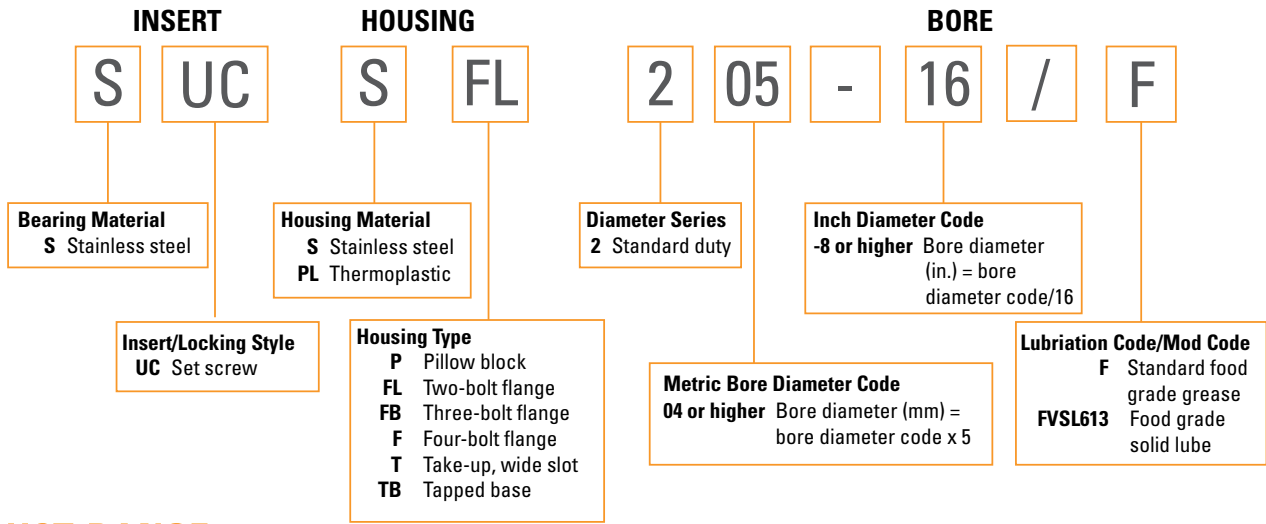 INSERT HOUSING BORE
S UC S FL 2 05 - 16 / F
Bearing Material
S Stainless steel
Housing Material
S Stainless steel
PL Thermoplastic
Diameter Series
2 Standard duty
Inch Diameter Code
-8 or higher Bore diameter
(in.) = bore
diameter code/16
Insert/Locking Style
UC Set screw
Housing Type
P Pillow block
FL Two-bolt flange
FB Three-bolt flange
F Four-bolt flange
T Take-up, wide slot
TB Tapped base
Metric Bore Diameter Code
04 or higher Bore diameter (mm) =
bore diameter code x 5
Lubriation Code/Mod Code
F Standard food
grade grease
FVSL613 Food grade
solid lube